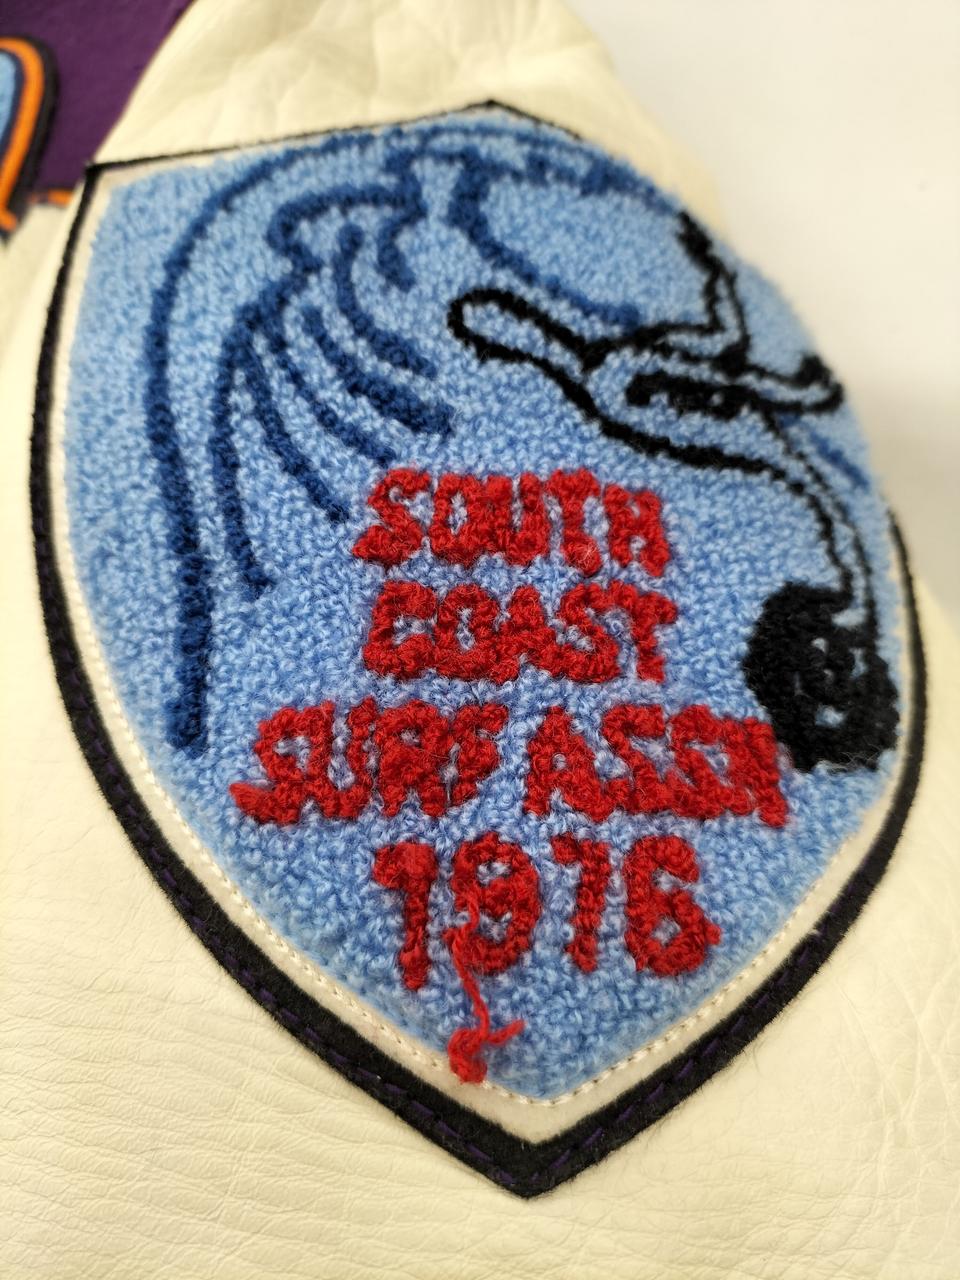 SOUTH
COAST
SURF ASSN
1976